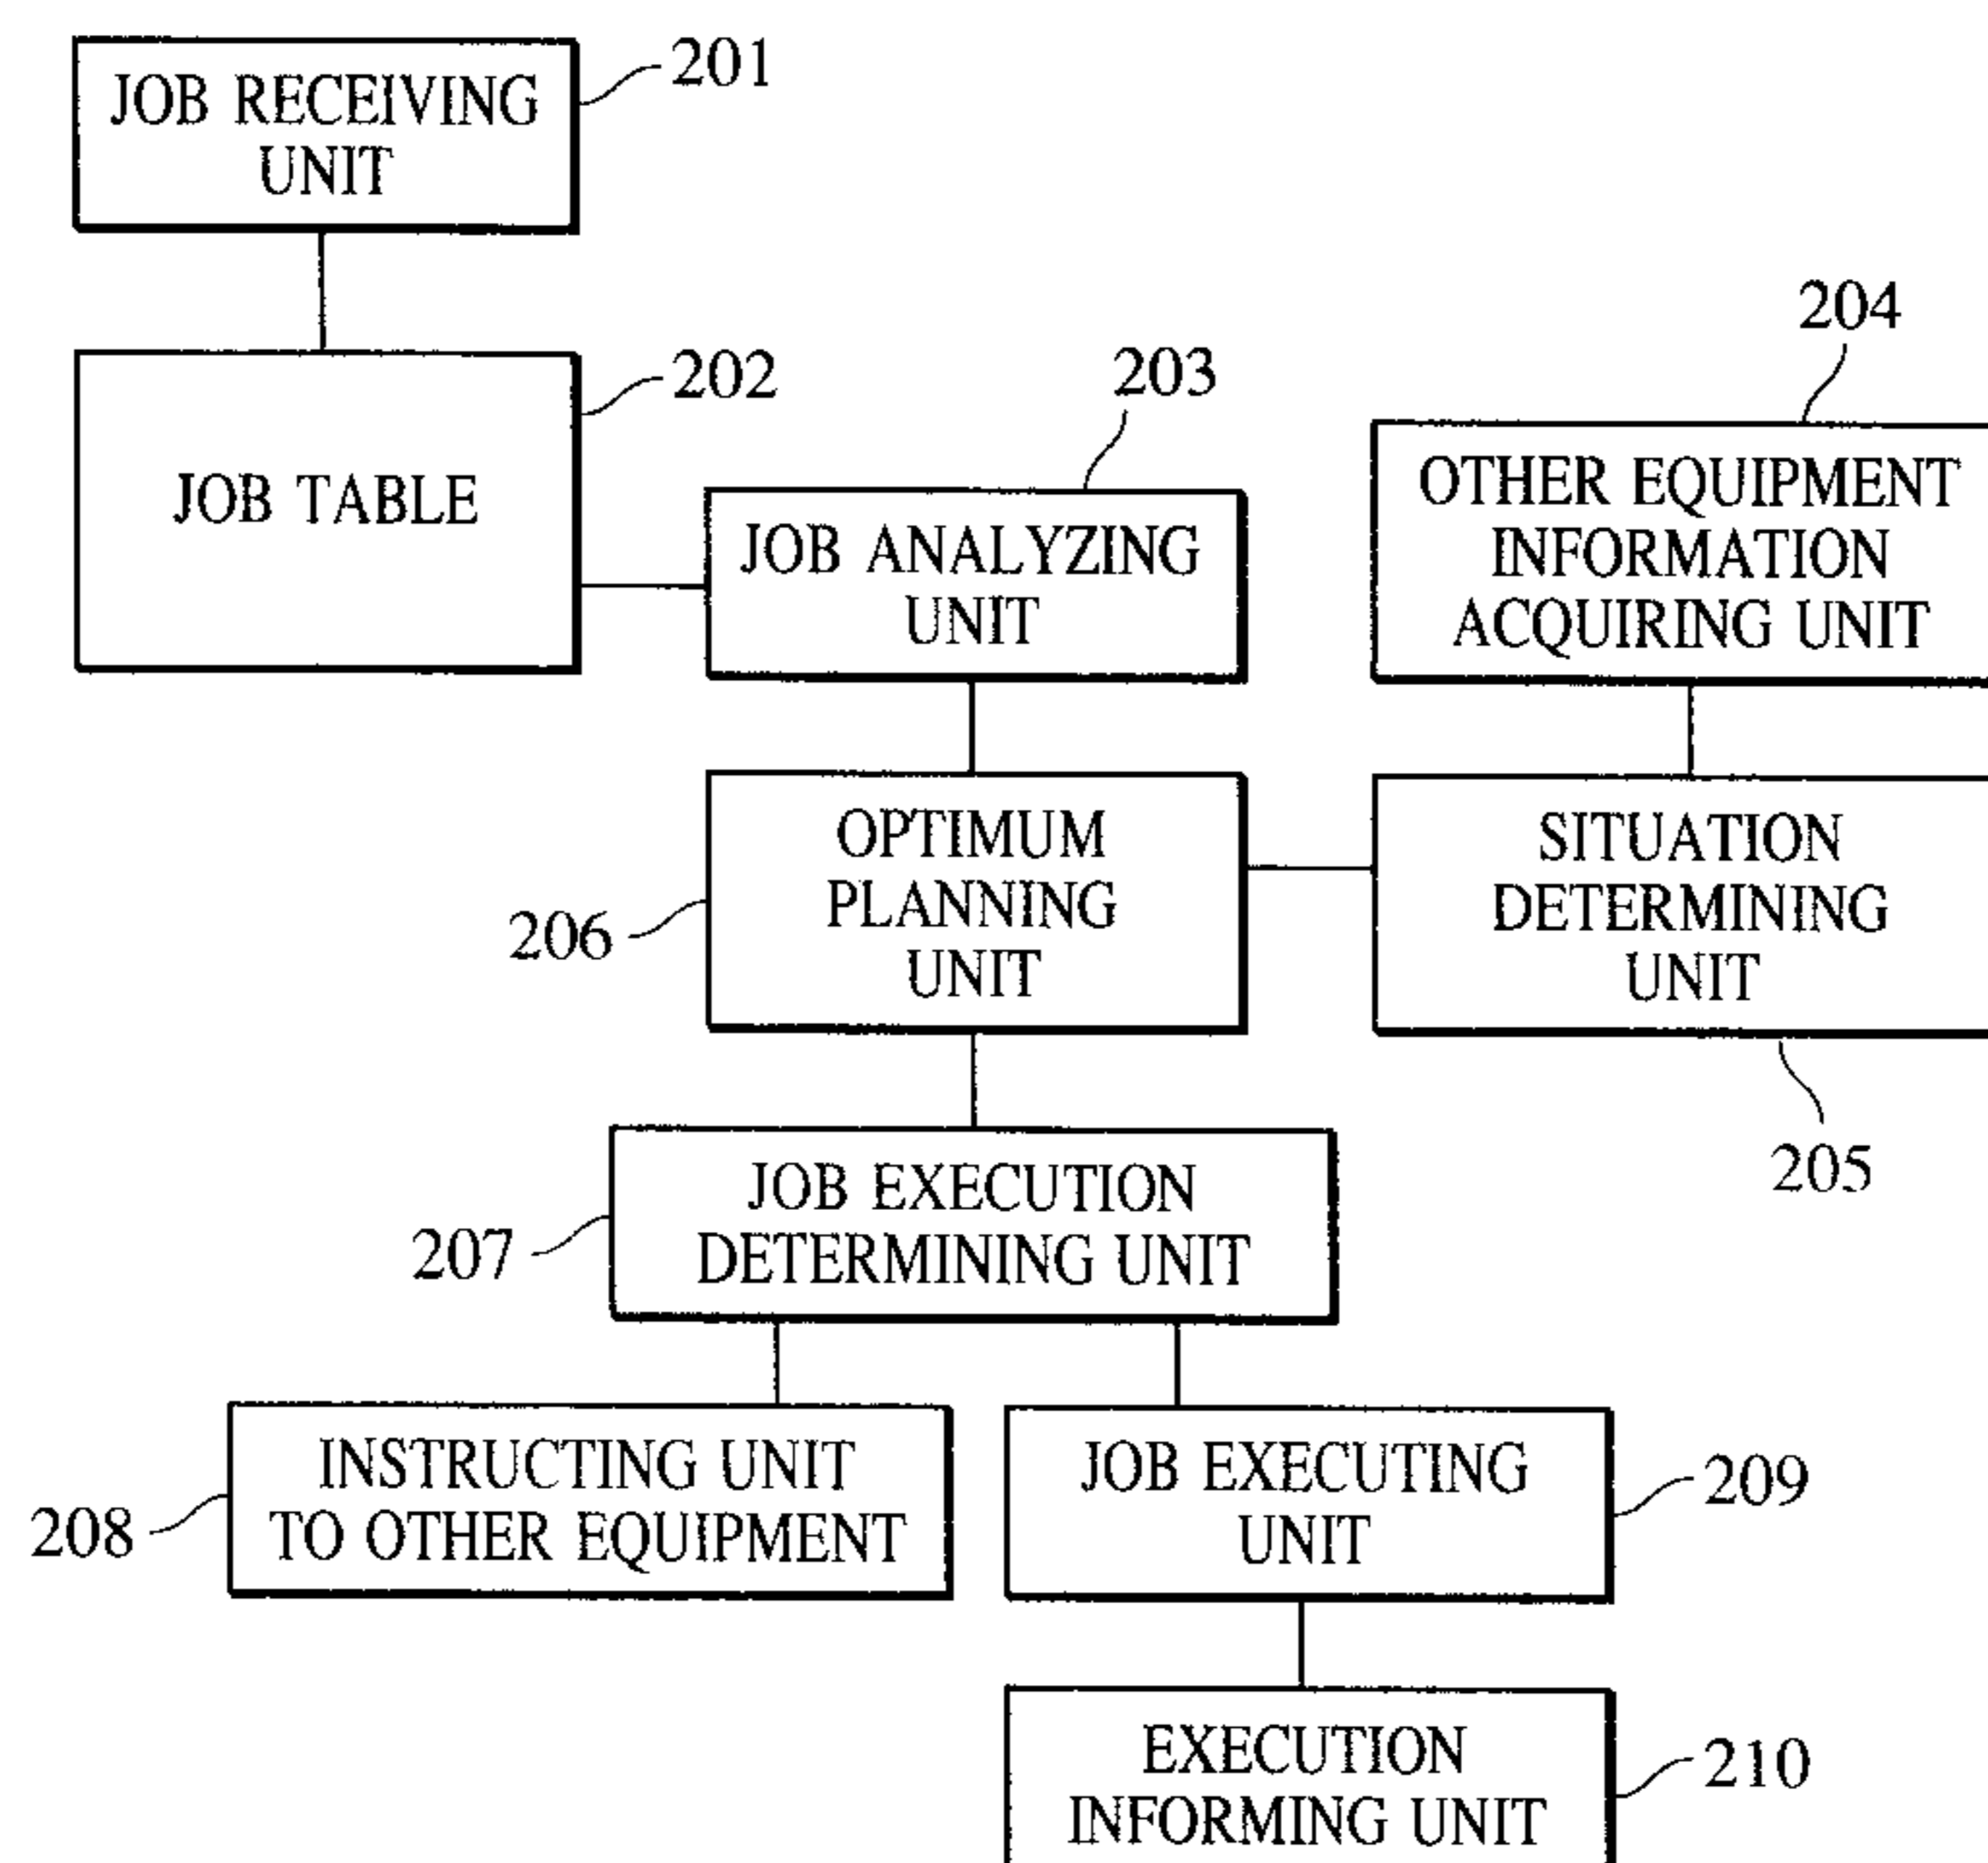 JOB RECEIVING
UNIT
201
JOB TABLE
202
JOB ANALYZING
UNIT
203
OTHER EQUIPMENT
INFORMATION
ACQUIRING UNIT
204
OPTIMUM
PLANNING
UNIT
206
SITUATION
DETERMINING
UNIT
205
JOB EXECUTION
DETERMINING UNIT
207
INSTRUCTING UNIT
TO OTHER EQUIPMENT
208
JOB EXECUTING
UNIT
209
EXECUTION
INFORMING UNIT
210